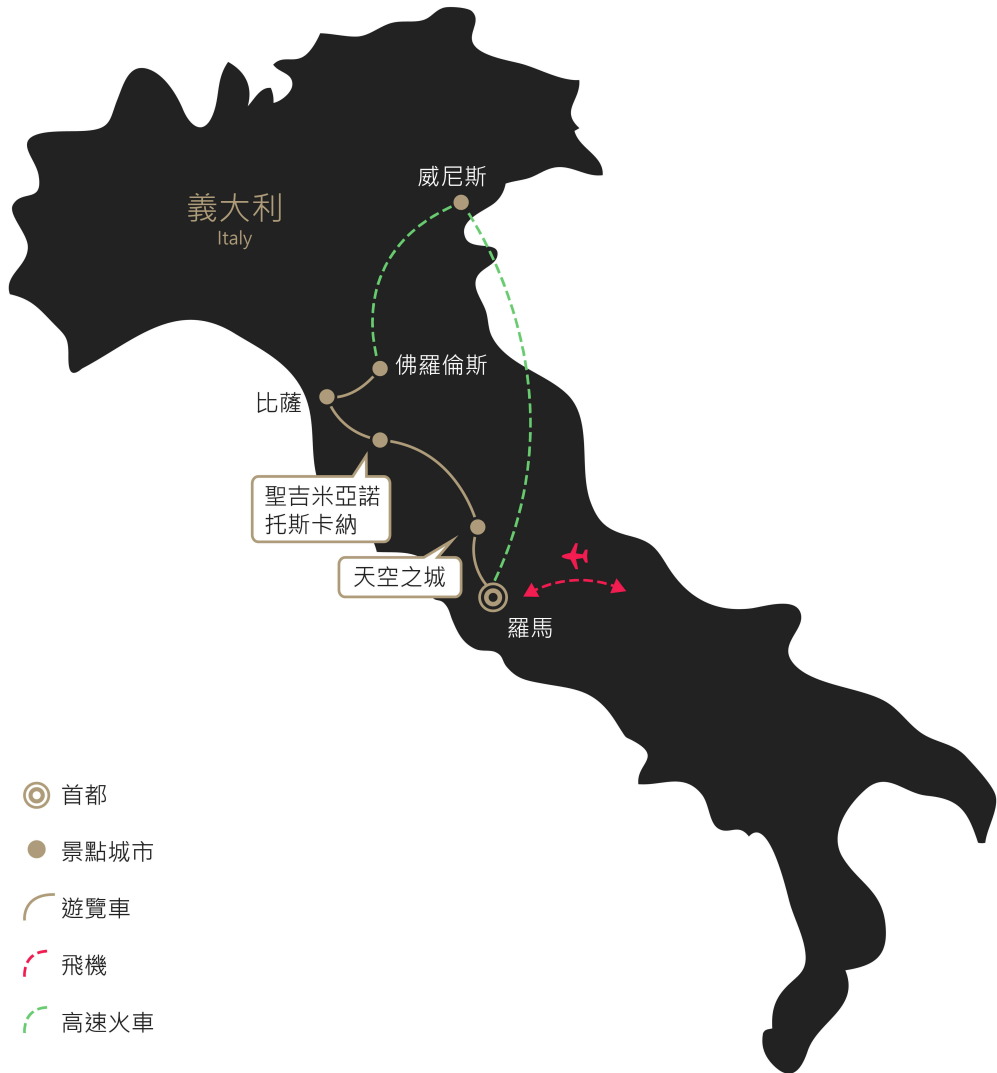 威尼斯
義大利
Italy
佛羅倫斯
比薩
聖吉米亞諾
托斯卡納
天空之城
羅馬
首都
景點城市
遊覽車
飛機
高速火車